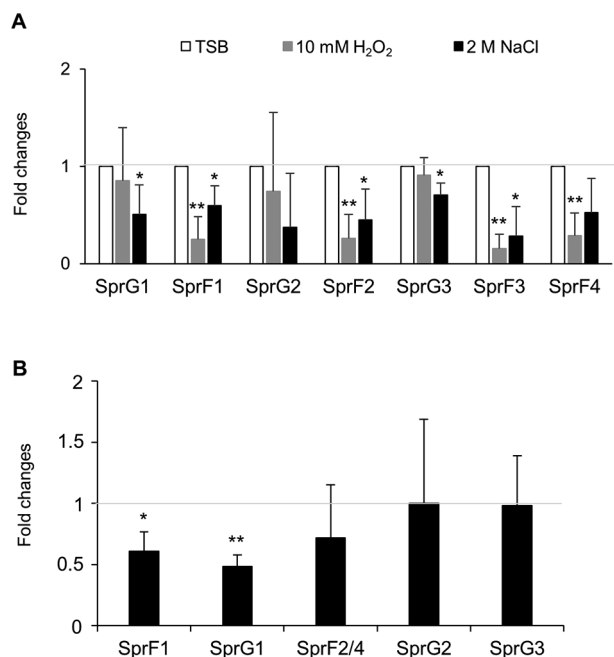 A
TSB 10 mM H₂O₂ 2 M NaCl
Fold changes
2
1
0
*
** *
** *
*
** *
**
SprG1 SprF1 SprG2 SprF2 SprG3 SprF3 SprF4
B
Fold changes
2
1.5
1
0.5
0
* **
SprF1 SprG1 SprF2/4 SprG2 SprG3